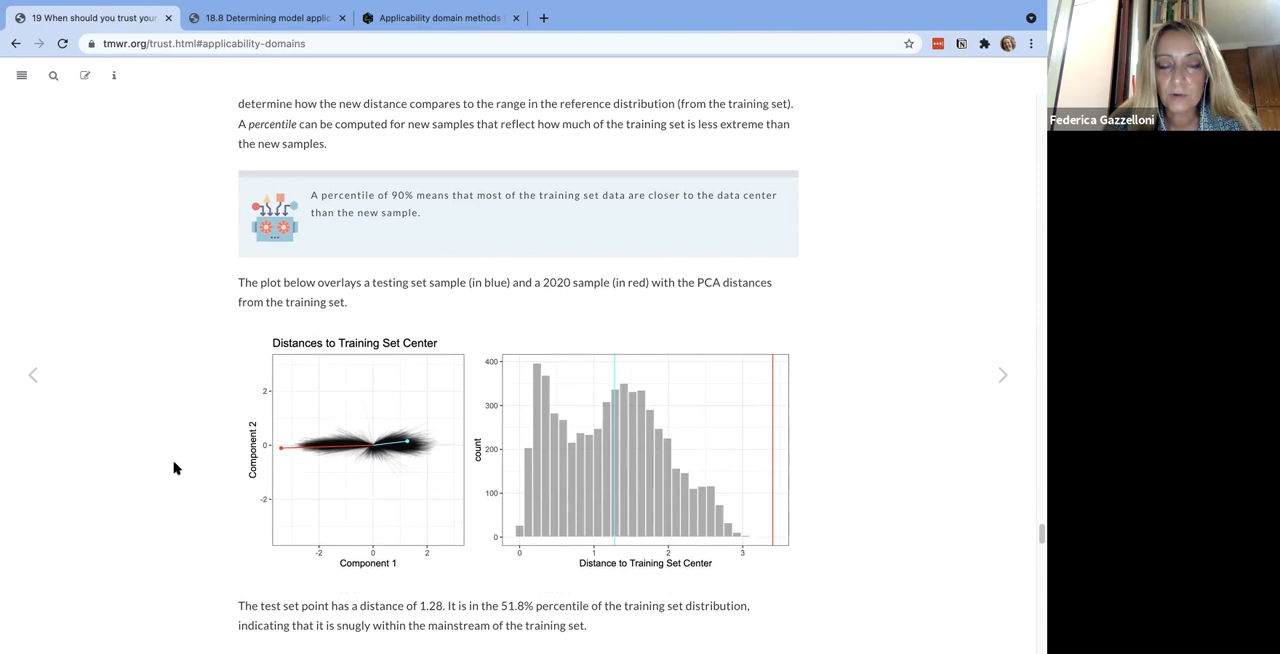 19 When should you trust your
18.8 Determining model applic
Applicability domain methods
tmwr.org/trust.html#applicability-domains
Federica Gazzelloni
determine how the new distance compares to the range in the reference distribution (from the training set).
A percentile can be computed for new samples that reflect how much of the training set is less extreme than
the new samples.
A percentile of 90% means that most of the training set data are closer to the data center
than the new sample.
The plot below overlays a testing set sample (in blue) and a 2020 sample (in red) with the PCA distances
from the training set.
Distances to Training Set Center
2
0
-2
Component 2
-2 0 2
Component 1
400
300
200
100
0
count
0 1 2 3
Distance to Training Set Center
The test set point has a distance of 1.28. It is in the 51.8% percentile of the training set distribution,
indicating that it is snugly within the mainstream of the training set.